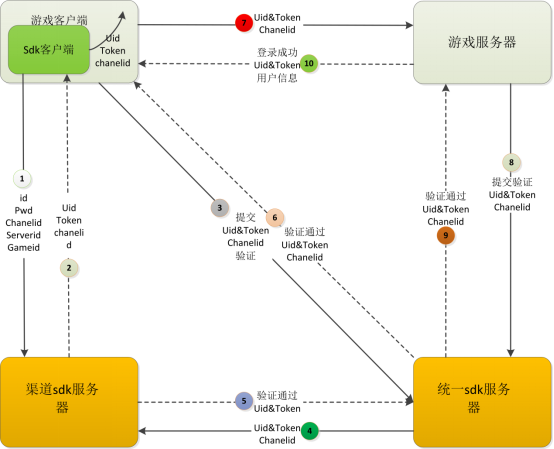 游戏客户端
Sdk客户端
Uid
Token
chanelid
7
Uid&Token
Chanelid
登录成功
Uid&Token
用户信息
10
游戏服务器
1
id
Pwd
Chanelid
Serverid
Gameid
Uid
Token
chaneli
d
2
3
提交
Uid&Token
Chanelid
验证
6
验证通过
Uid&Token
Chanelid
验证通过
Uid&Token
Chanelid
9
8
提交验证
Uid&Token
Chanelid
渠道sdk服务
器
5
验证通过
Uid&Token
Uid&Token
Chanelid
4
统一sdk服务
器